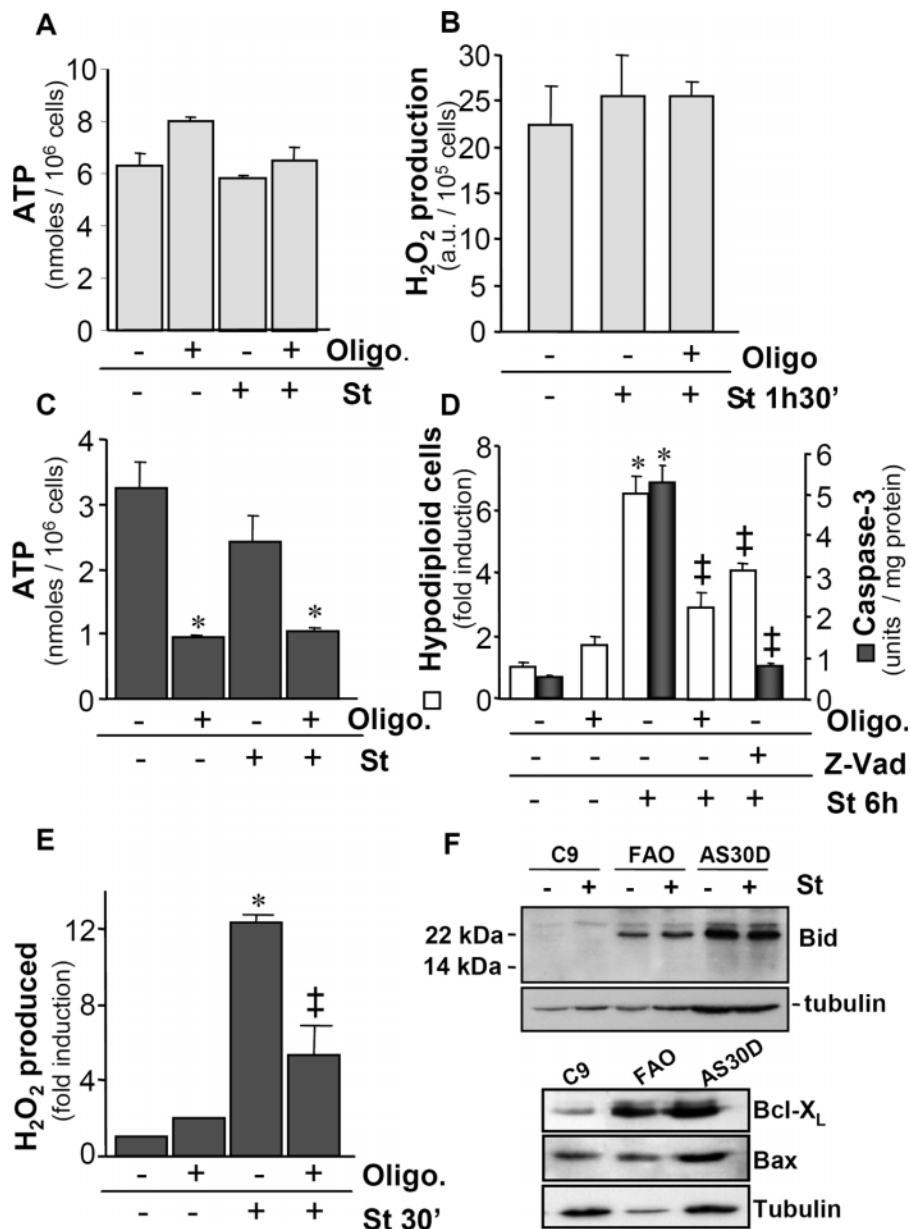 A
ATP
(nmoles / 10⁶ cells)
10
8
6
4
2
0
- + - + Oligo.
- - + + St
B
H₂O₂ production
(a.u. / 10⁵ cells)
30
25
20
15
10
5
0
- - + Oligo
- + + St 1h30’
C
ATP
(nmoles / 10⁶ cells)
4
3
2
1
0
* *
- + - + Oligo.
- - + + St
D
Hypodiploid cells
(fold induction)
8
6
4
2
0
* * ‡ ‡ ‡
6
5
4
3
2
1
0
Caspase-3
(units / mg protein)
- + - + - Oligo.
- - - - + Z-Vad
- - + + + St 6h
E
H₂O₂ produced
(fold induction)
12
8
4
0
* ‡
- + - + Oligo.
- - + + St 30’
F
C9 FAO AS30D
- + - + - + St
22 kDa -
14 kDa -
Bid
-tubulin
C9 FAO AS30D
Bcl-X_L
Bax
Tubulin